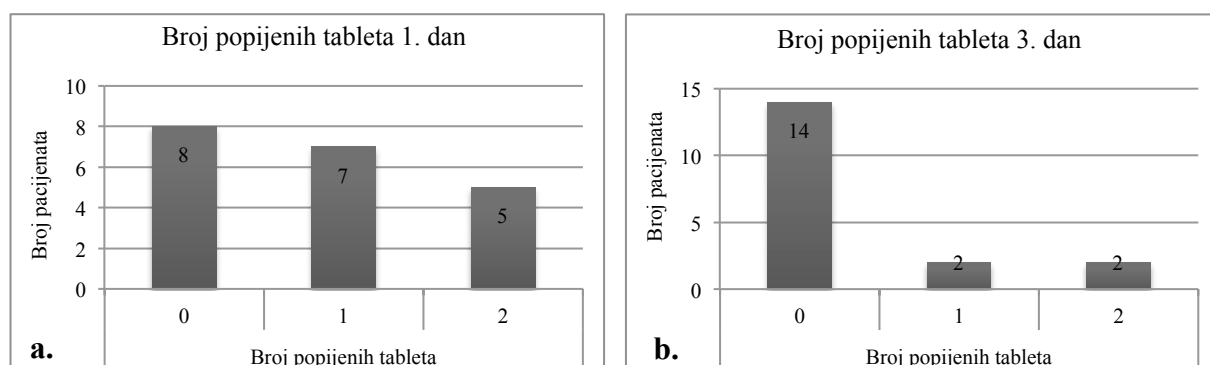 Broj popijenih tableta 1. dan
10
8
6
4
2
0
Broj pacijenata
8
7
5
0
1
2
Broj popijenih tableta
a.
Broj popijenih tableta 3. dan
15
10
5
0
Broj pacijenata
14
2
2
0
1
2
Broj popijenih tableta
b.